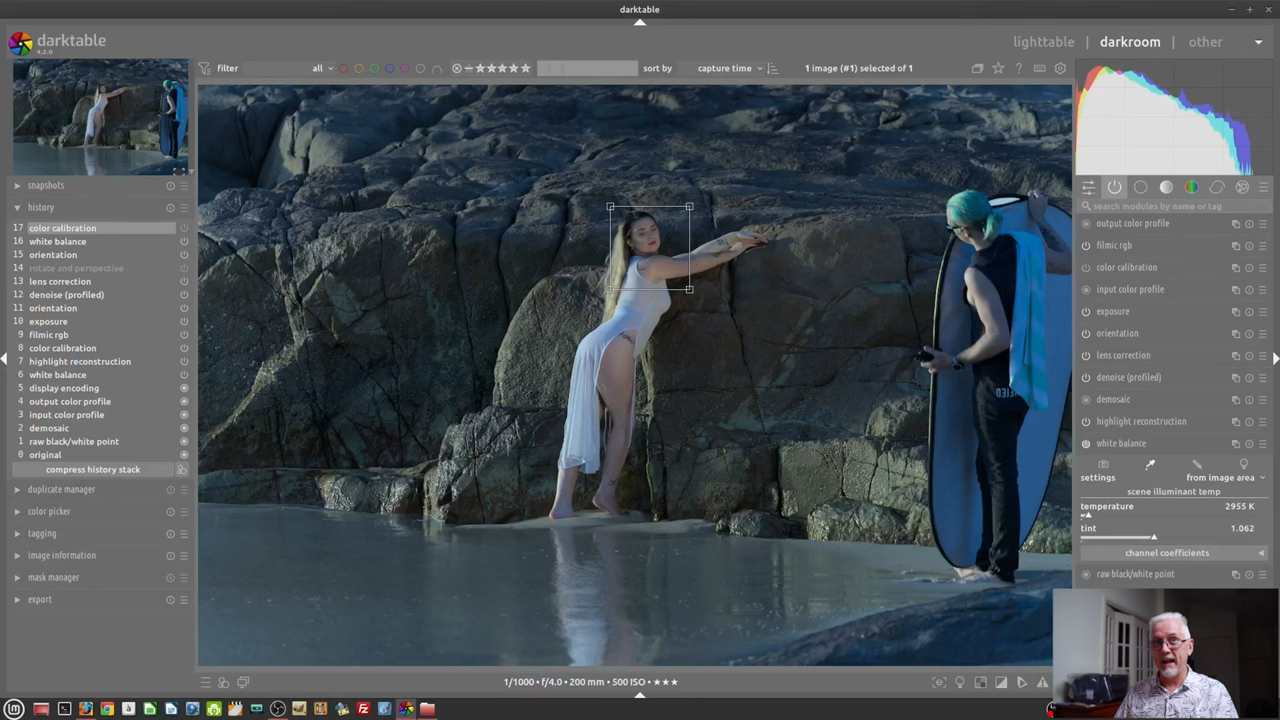 darktable
darktable
4.2.0
lighttable | darkroom | other
filter
all
sort by
capture time
1 image (#1) selected of 1
snapshots
history
17 color calibration
16 white balance
15 orientation
14 rotate and perspective
13 lens correction
12 denoise (profiled)
11 orientation
10 exposure
9 filmic rgb
8 color calibration
7 highlight reconstruction
6 white balance
5 display encoding
4 output color profile
3 input color profile
2 demosaic
1 raw black/white point
0 original
compress history stack
duplicate manager
color picker
tagging
image information
mask manager
export
1/1000 • f/4.0 • 200 mm • 500 ISO • ★★★
search modules by name or tag
output color profile
filmic rgb
color calibration
input color profile
exposure
orientation
lens correction
denoise (profiled)
demosaic
highlight reconstruction
white balance
settings
from image area
scene illuminant temp
temperature 2955 K
tint 1.062
channel coefficients
raw black/white point